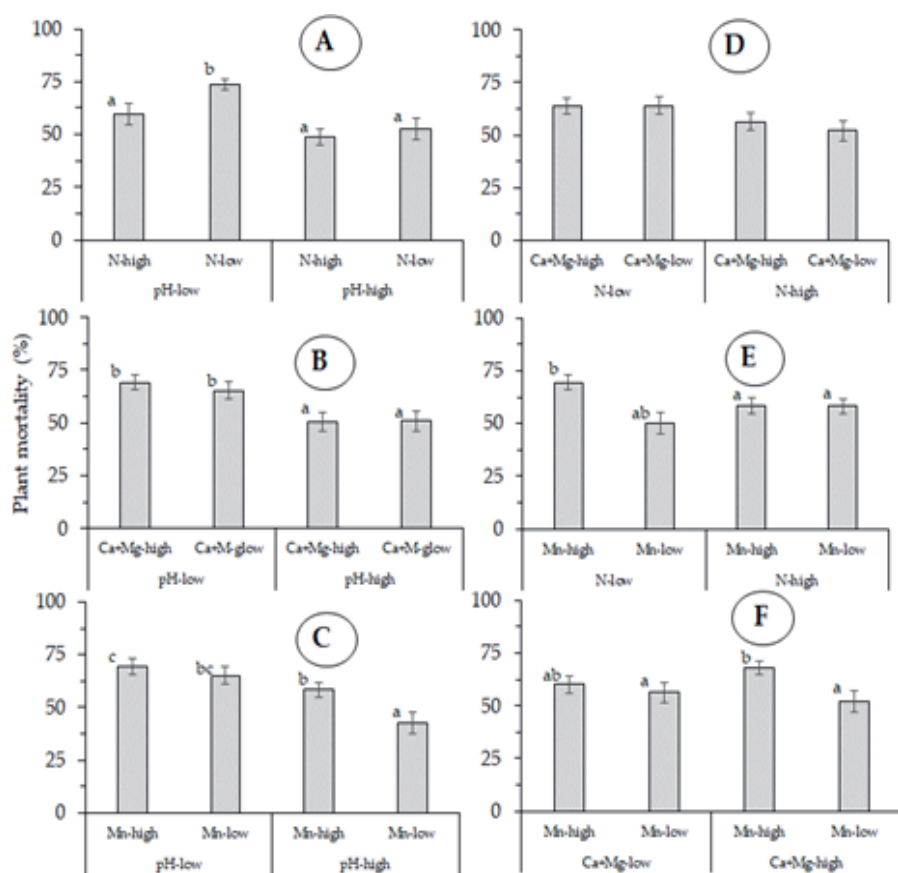 Plant mortality (%)
A
100
75
50
25
0
a
b
a
a
N-high
N-low
N-high
N-low
pH-low
pH-high
B
100
75
50
25
0
b
b
a
a
Ca+Mg-high
Ca+M-glow
Ca+Mg-high
Ca+M-glow
pH-low
pH-high
C
100
75
50
25
0
c
bc
b
a
Mn-high
Mn-low
Mn-high
Mn-low
pH-low
pH-high
D
100
75
50
25
0
Ca+Mg-high
Ca+Mg-low
Ca+Mg-high
Ca+Mg-low
N-low
N-high
E
100
75
50
25
0
b
ab
a
a
Mn-high
Mn-low
Mn-high
Mn-low
N-low
N-high
F
100
75
50
25
0
ab
a
b
a
Mn-high
Mn-low
Mn-high
Mn-low
Ca+Mg-low
Ca+Mg-high